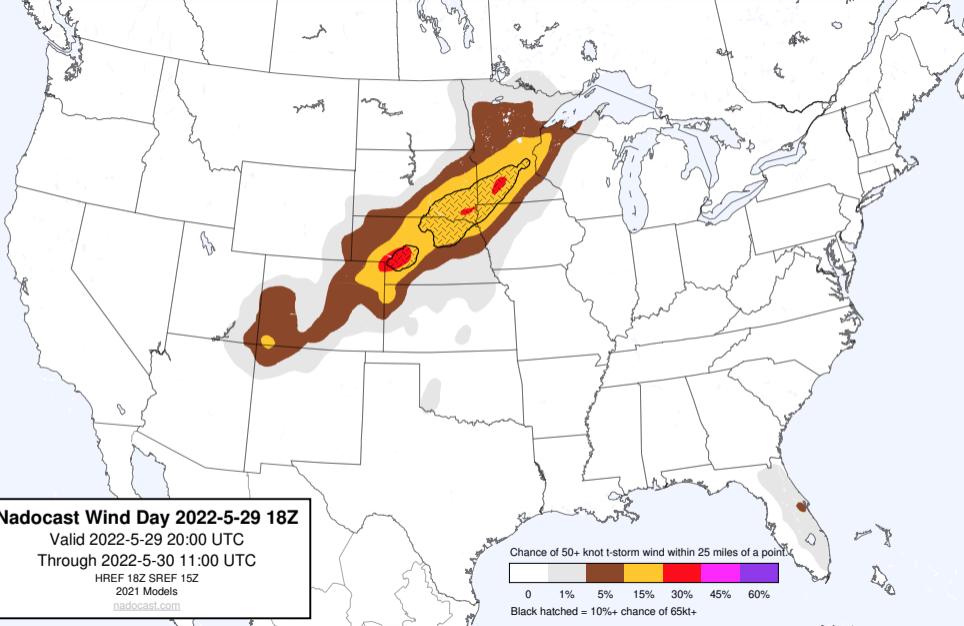 Nadocast Wind Day 2022-5-29 18Z
Valid 2022-5-29 20:00 UTC
Through 2022-5-30 11:00 UTC
HREF 18Z SREF 15Z
2021 Models
nadocast.com
Chance of 50+ knot t-storm wind within 25 miles of a point.
0 1% 5% 15% 30% 45% 60%
Black hatched = 10%+ chance of 65kt+